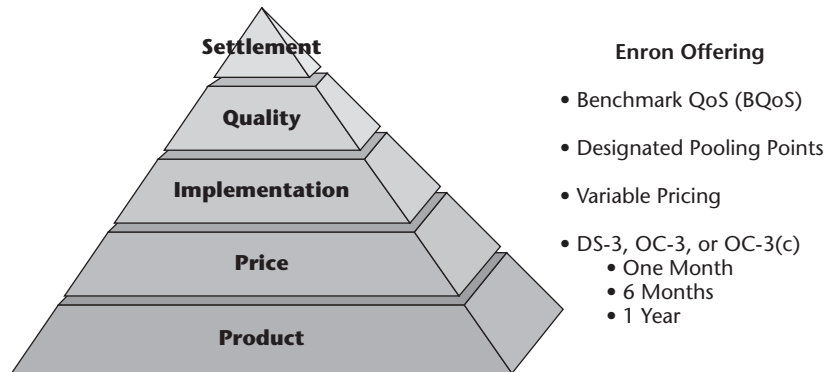 Settlement
Quality
Implementation
Price
Product
Enron Offering
• Benchmark QoS (BQoS)
• Designated Pooling Points
• Variable Pricing
• DS-3, OC-3, or OC-3(c)
• One Month
• 6 Months
• 1 Year